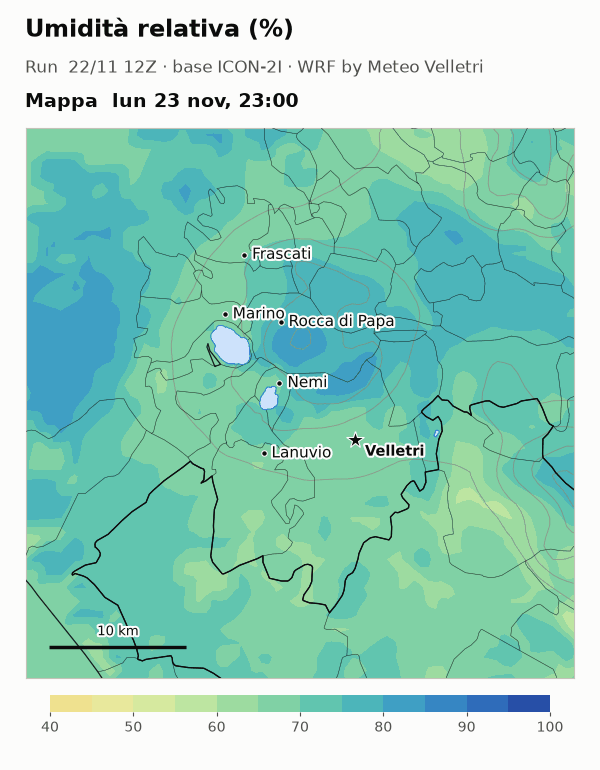 Umidità relativa (%)
Run  22/11 12Z · base ICON-2I · WRF by Meteo Velletri
Mappa  lun 23 nov, 23:00
Frascati
Marino
Rocca di Papa
Nemi
Velletri
Lanuvio
10 km
40 50 60 70 80 90 100